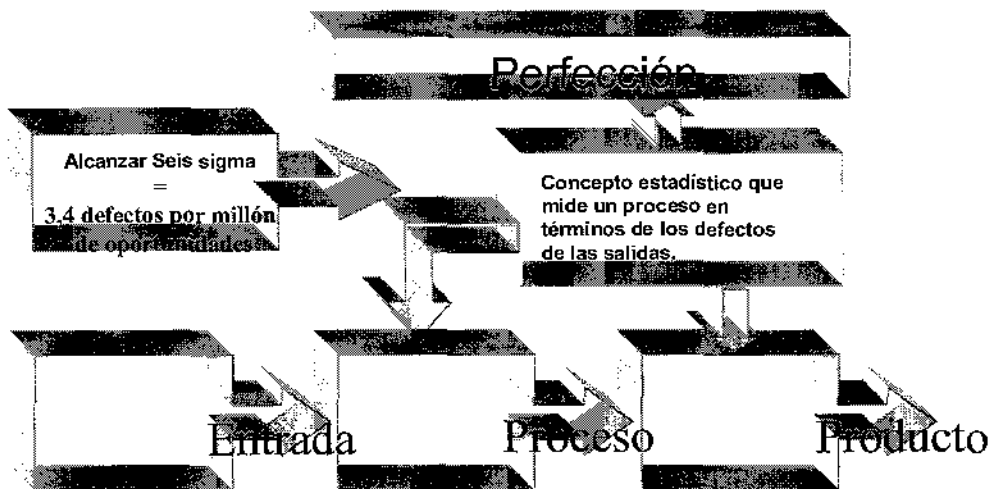 Perfección
Alcanzar Seis sigma
=
3,4 defectos por millón
de oportunidades
Concepto estadístico que
mide un proceso en
términos de los defectos
de las salidas.
Entrada
Proceso
Producto